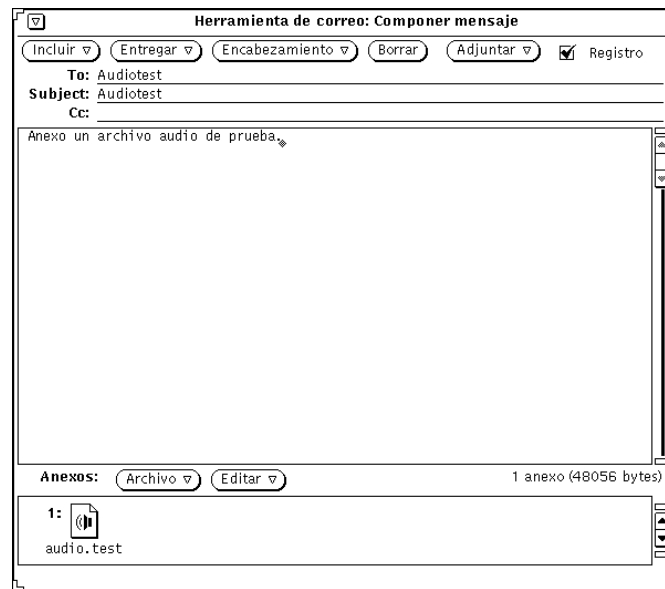 Herramienta de correo: Componer mensaje
Incluir Entregar Encabezamiento Borrar Adjuntar Registro
To: Audiotest
Subject: Audiotest
Cc:
Anexo un archivo audio de prueba.
Anexos: Archivo Editar 1 anexo (48056 bytes)
1:
audio.test